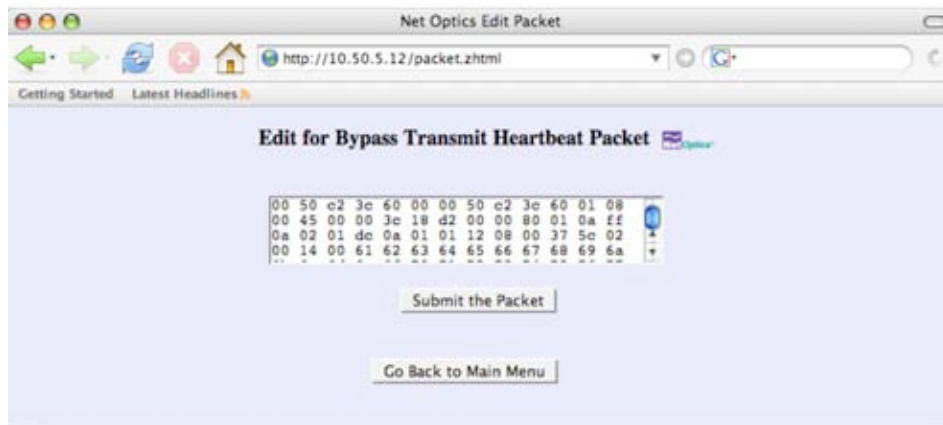 Net Optics Edit Packet
http://10.50.5.12/packet.zhtml
G
Getting Started Latest Headlines
Edit for Bypass Transmit Heartbeat Packet
Optics
00 50 c2 3c 60 00 00 50 c2 3c 60 01 08
00 45 00 00 3c 18 d2 00 00 80 01 0a ff
0a 02 01 dc 0a 01 01 12 08 00 37 5c 02
00 14 00 61 62 63 64 65 66 67 68 69 6a
Submit the Packet
Go Back to Main Menu